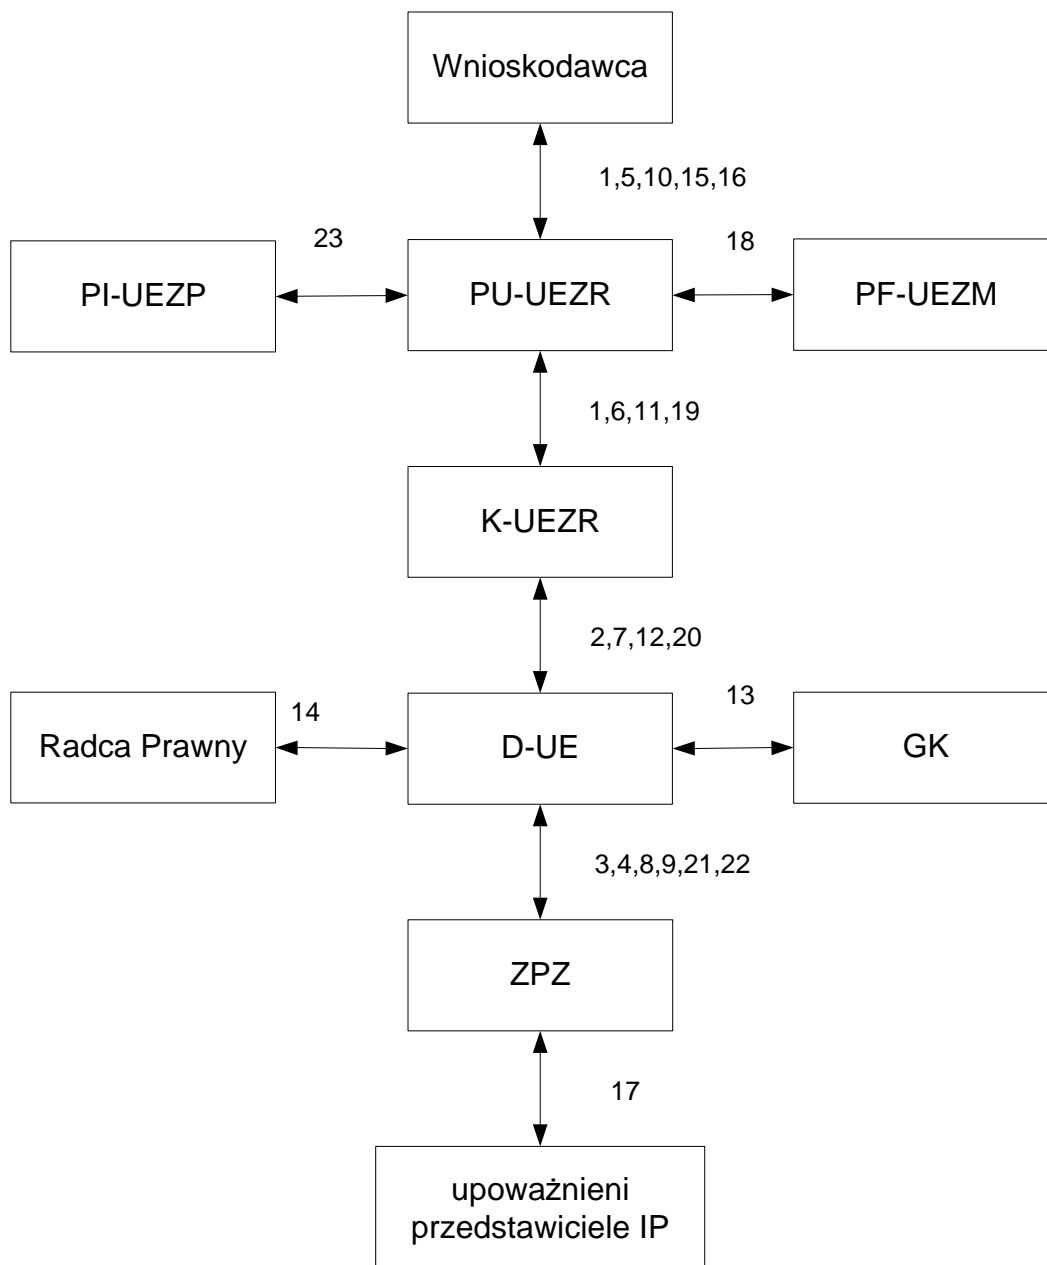 Wnioskodawca
1,5,10,15,16
23
18
PI-UEZP
PU-UEZR
PF-UEZM
1,6,11,19
K-UEZR
2,7,12,20
14
13
Radca Prawny
D-UE
GK
3,4,8,9,21,22
ZPZ
17
upoważnieni
przedstawiciele IP